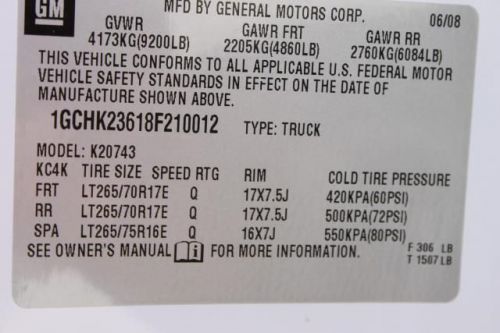 GM MFD BY GENERAL MOTORS CORP. 06/08
GVWR GAWR FRT GAWR RR
4173KG(9200LB) 2205KG(4860LB) 2760KG(6084LB)
THIS VEHICLE CONFORMS TO ALL APPLICABLE U.S. FEDERAL MOTOR
VEHICLE SAFETY STANDARDS IN EFFECT ON THE DATE OF
MANUFACTURE SHOWN ABOVE.
1GCHK23618F210012 TYPE: TRUCK
MODEL: K20743
KC4K TIRE SIZE SPEED RTG RIM COLD TIRE PRESSURE
FRT LT265/70R17E Q 17X7.5J 420KPA(60PSI)
RR LT265/70R17E Q 17X7.5J 500KPA(72PSI)
SPA LT265/75R16E Q 16X7J 550KPA(80PSI)
SEE OWNER'S MANUAL i FOR MORE INFORMATION. F 306 LB
T 1507 LB